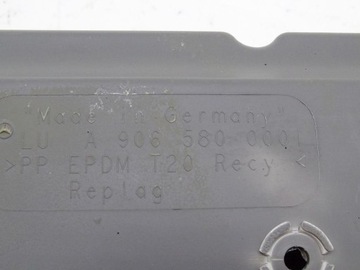 Made in Germany
LU A 906 580 0001
>PP EPDM T20 Recy <
Replag